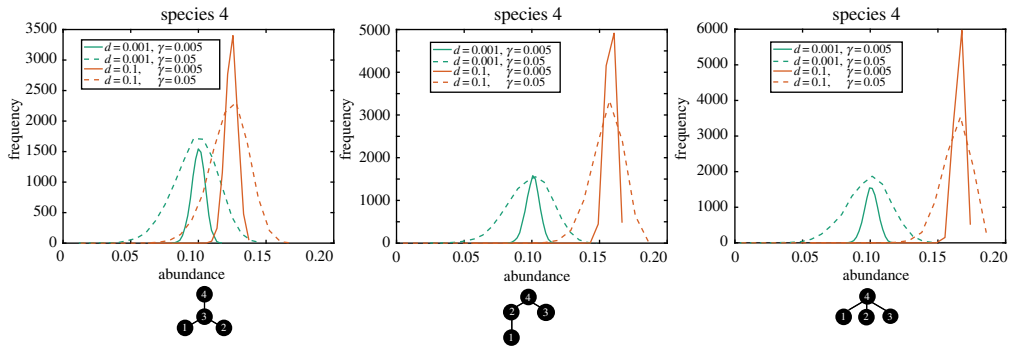 species 4
3500
3000
2500
2000
1500
1000
500
0
frequency
d = 0.001, γ = 0.005
d = 0.001, γ = 0.05
d = 0.1, γ = 0.005
d = 0.1, γ = 0.05
0 0.05 0.10 0.15 0.20
abundance
4
3
1 2
species 4
5000
4000
3000
2000
1000
0
frequency
d = 0.001, γ = 0.005
d = 0.001, γ = 0.05
d = 0.1, γ = 0.005
d = 0.1, γ = 0.05
0 0.05 0.10 0.15 0.20
abundance
4
2 3
1
species 4
6000
4000
2000
0
frequency
d = 0.001, γ = 0.005
d = 0.001, γ = 0.05
d = 0.1, γ = 0.005
d = 0.1, γ = 0.05
0 0.05 0.10 0.15 0.20
abundance
4
1 2 3